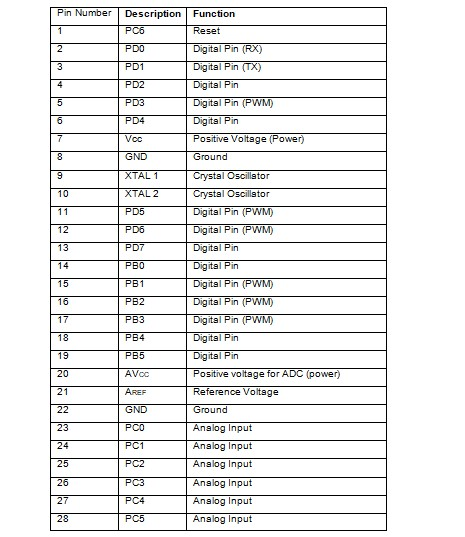 Pin Number Description Function
1 PC6 Reset
2 PD0 Digital Pin (RX)
3 PD1 Digital Pin (TX)
4 PD2 Digital Pin
5 PD3 Digital Pin (PWM)
6 PD4 Digital Pin
7 Vcc Positive Voltage (Power)
8 GND Ground
9 XTAL 1 Crystal Oscillator
10 XTAL 2 Crystal Oscillator
11 PD5 Digital Pin (PWM)
12 PD6 Digital Pin (PWM)
13 PD7 Digital Pin
14 PB0 Digital Pin
15 PB1 Digital Pin (PWM)
16 PB2 Digital Pin (PWM)
17 PB3 Digital Pin (PWM)
18 PB4 Digital Pin
19 PB5 Digital Pin
20 AVcc Positive voltage for ADC (power)
21 AREF Reference Voltage
22 GND Ground
23 PC0 Analog Input
24 PC1 Analog Input
25 PC2 Analog Input
26 PC3 Analog Input
27 PC4 Analog Input
28 PC5 Analog Input